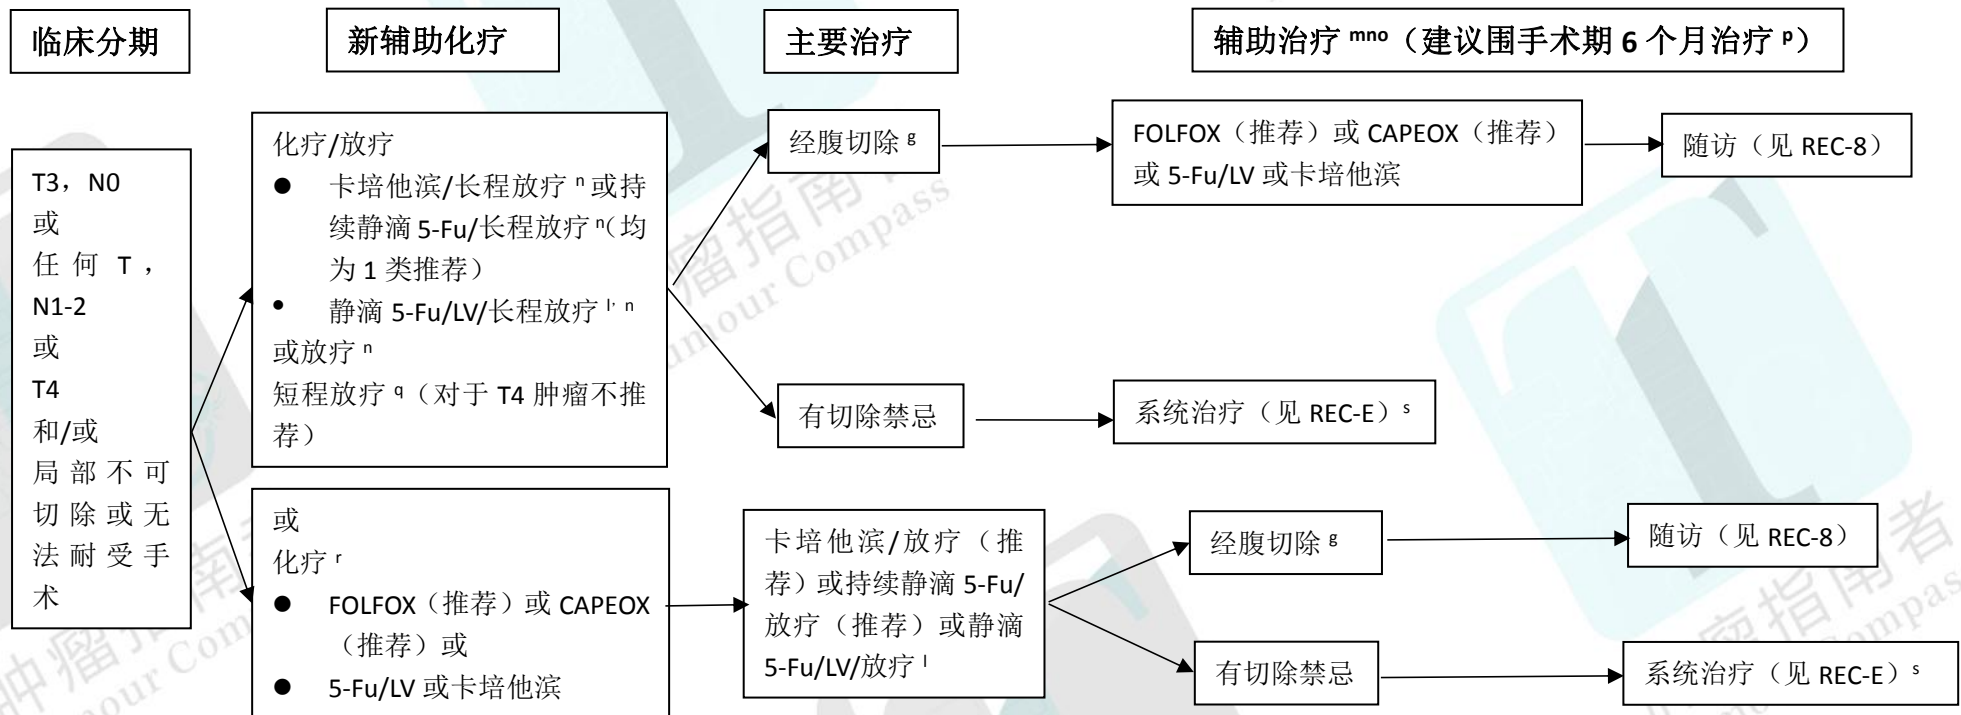 临床分期
新辅助化疗
主要治疗
辅助治疗 mno（建议围手术期 6 个月治疗 p）
T3，N0
或
任何 T，
N1-2
或
T4
和/或
局部不可
切除或无
法耐受手
术
化疗/放疗
● 卡培他滨/长程放疗 n 或持
续静滴 5-Fu/长程放疗 n（均
为 1 类推荐）
• 静滴 5-Fu/LV/长程放疗 l, n
或放疗 n
短程放疗 q（对于 T4 肿瘤不推
荐）
经腹切除 g
FOLFOX（推荐）或 CAPEOX（推荐）
或 5-Fu/LV 或卡培他滨
随访（见 REC-8）
有切除禁忌
系统治疗（见 REC-E）s
或
化疗 r
● FOLFOX（推荐）或 CAPEOX
（推荐）或
● 5-Fu/LV 或卡培他滨
卡培他滨/放疗（推
荐）或持续静滴 5-Fu/
放疗（推荐）或静滴
5-Fu/LV/放疗 l
经腹切除 g
随访（见 REC-8）
有切除禁忌
系统治疗（见 REC-E）s